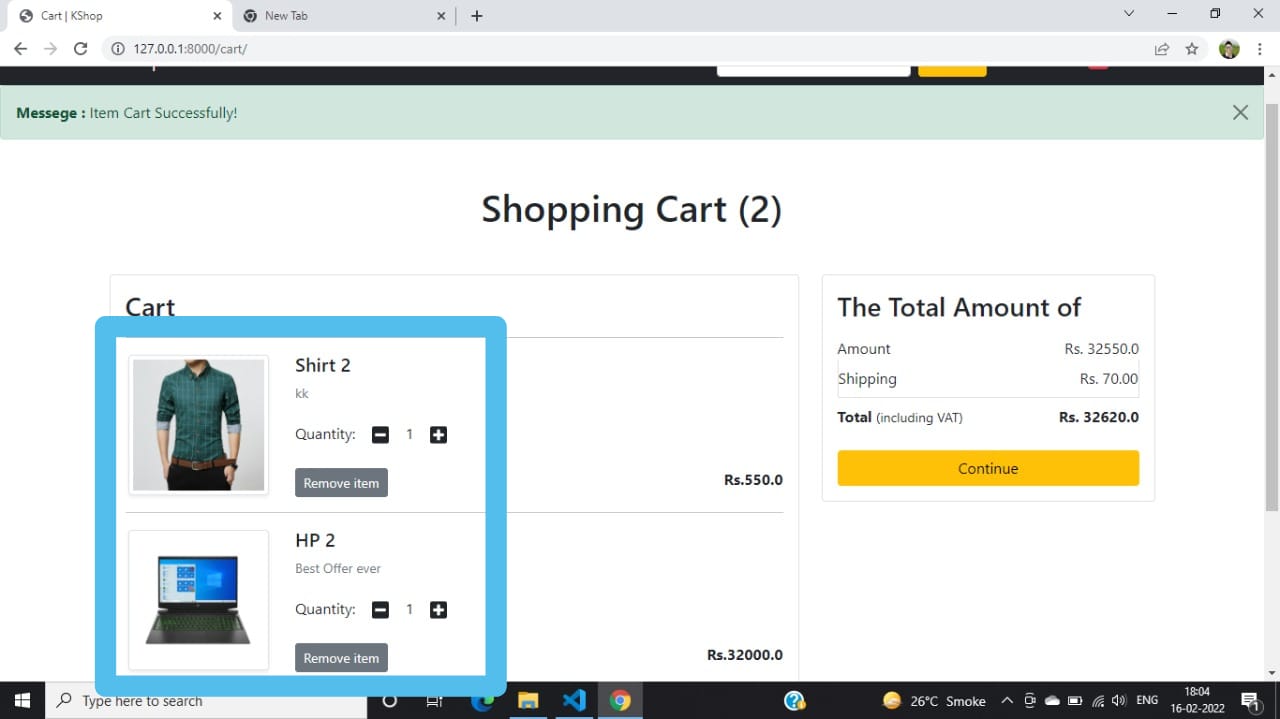 Cart | KShop
New Tab
127.0.0.1:8000/cart/
Messege : Item Cart Successfully!
Shopping Cart (2)
Cart
Shirt 2
kk
Quantity: 1
Remove item
Rs.550.0
HP 2
Best Offer ever
Quantity: 1
Remove item
Rs.32000.0
The Total Amount of
Amount Rs. 32550.0
Shipping Rs. 70.00
Total (including VAT) Rs. 32620.0
Continue
Type here to search
26°C Smoke
ENG
18:04
16-02-2022
1